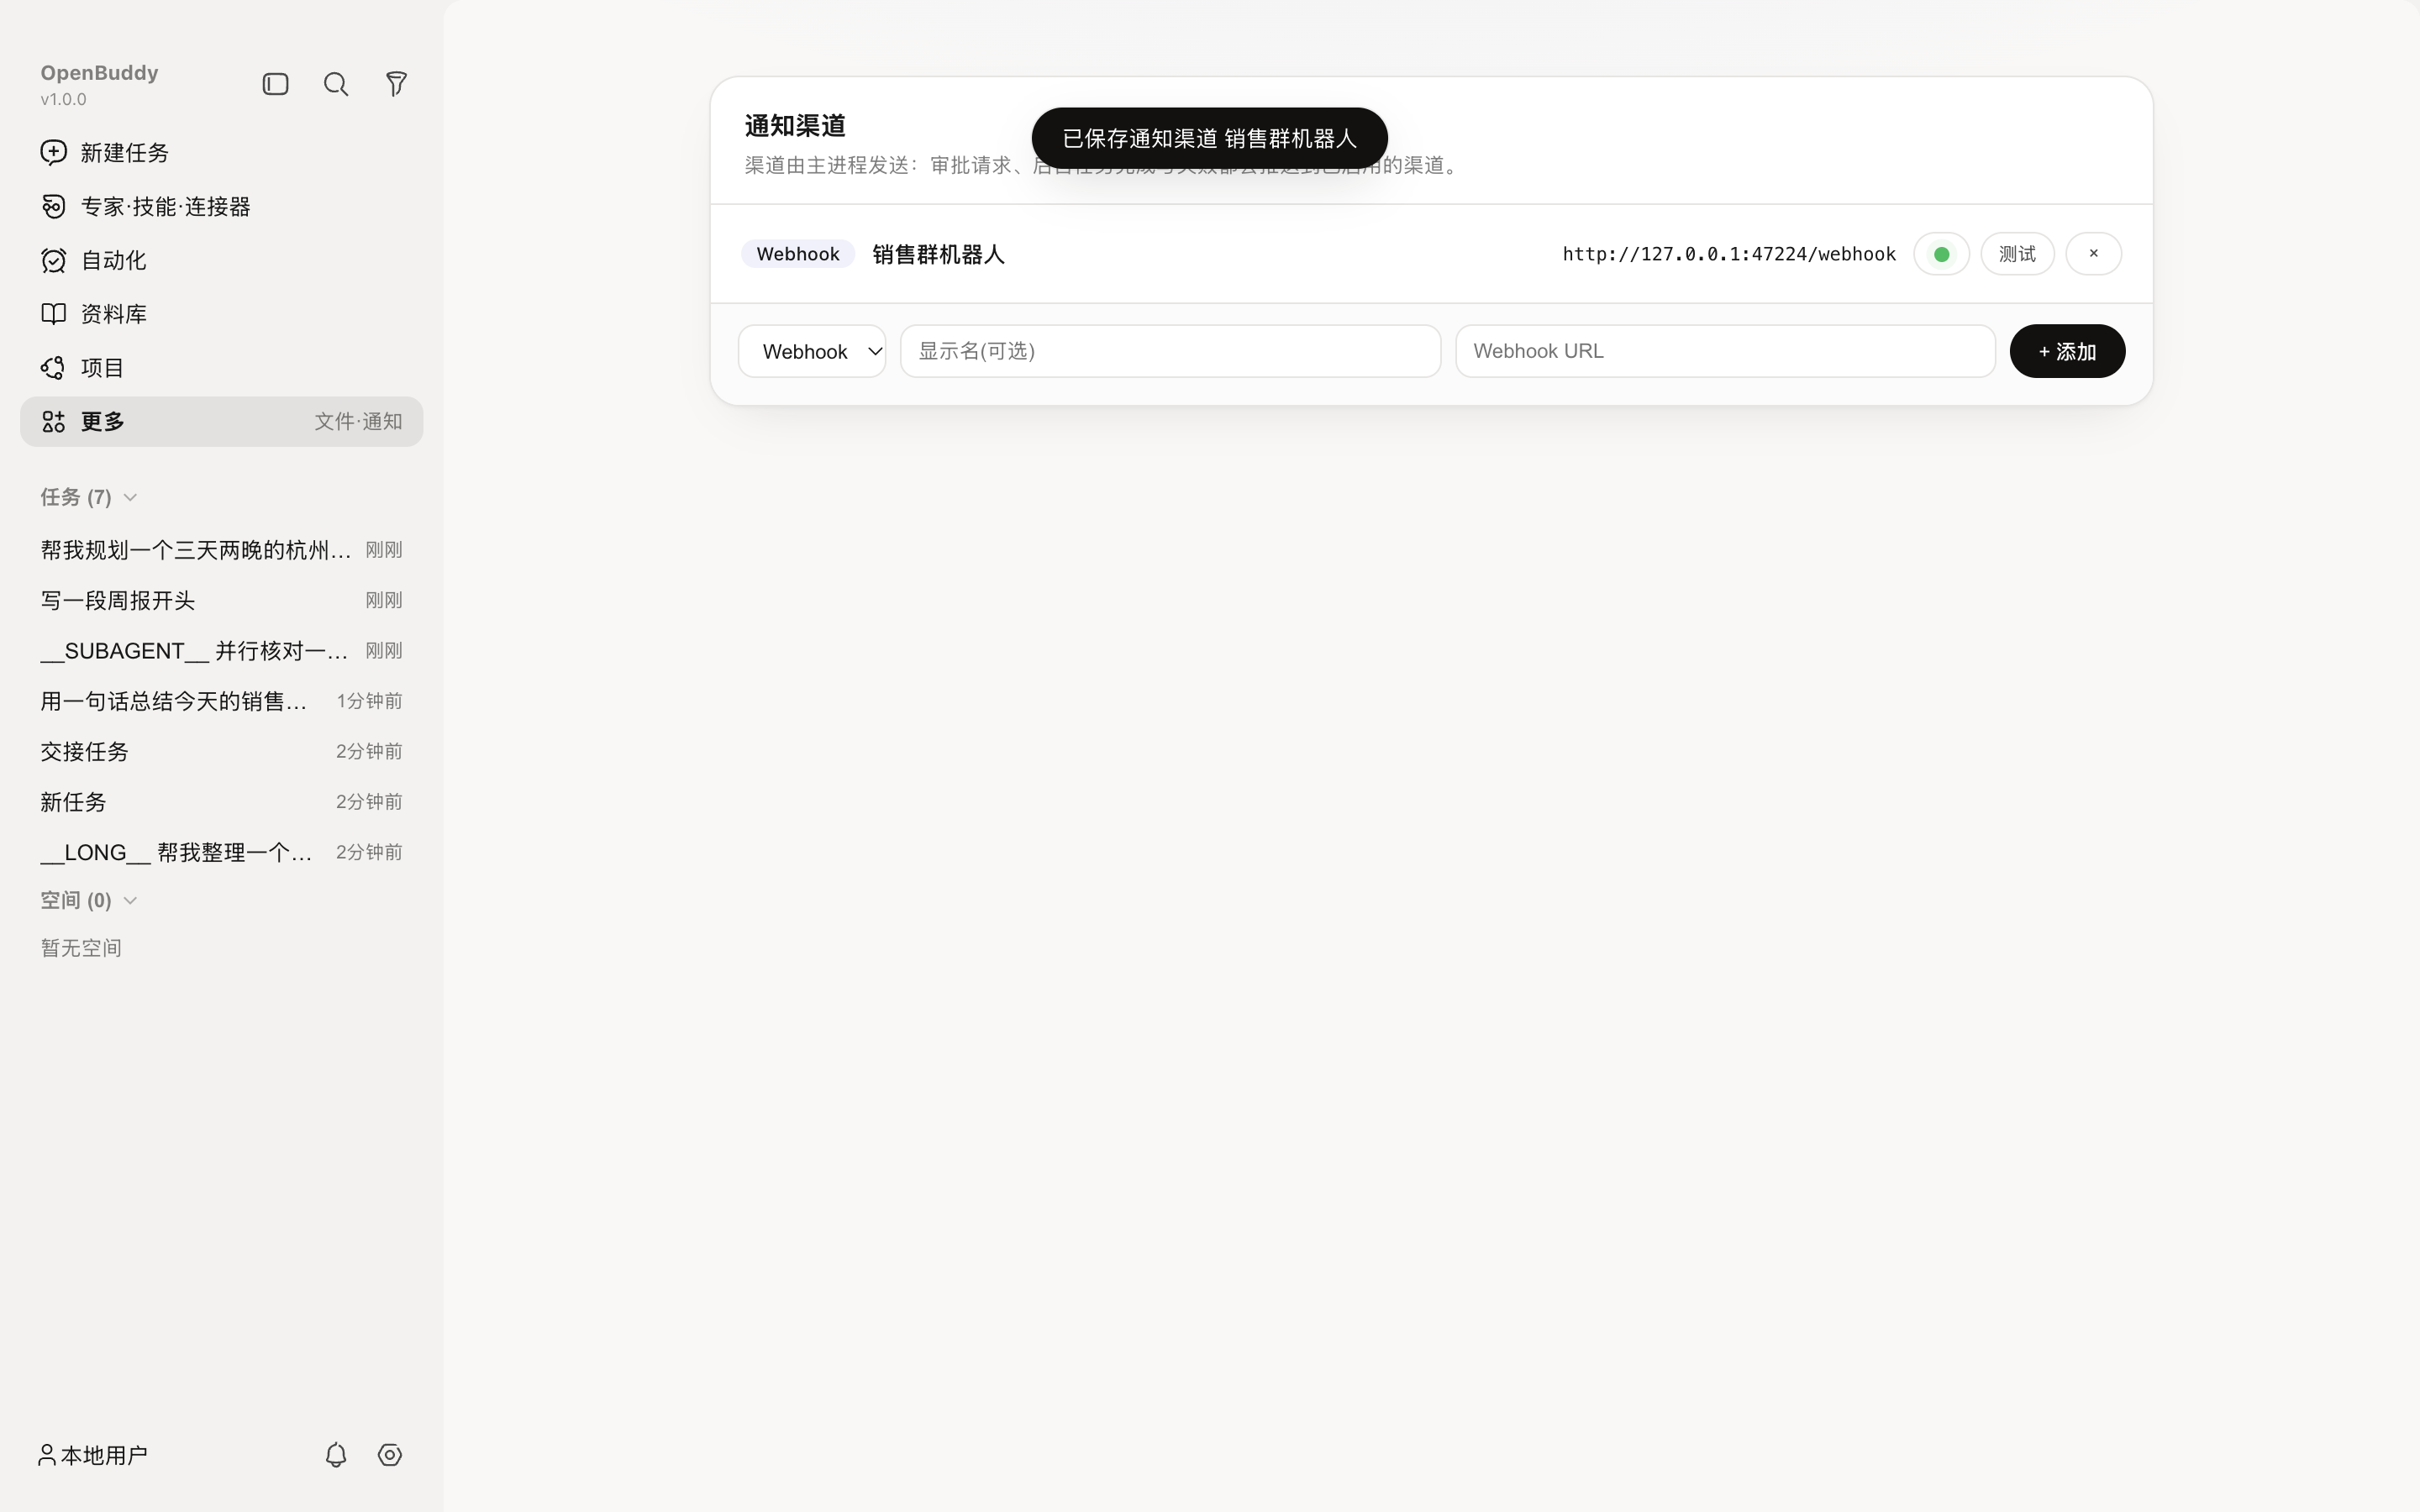 OpenBuddy
v1.0.0
新建任务
专家·技能·连接器
自动化
资料库
项目
更多 文件·通知
任务 (7)
帮我规划一个三天两晚的杭州... 刚刚
写一段周报开头 刚刚
__SUBAGENT__ 并行核对一... 刚刚
用一句话总结今天的销售... 1分钟前
交接任务 2分钟前
新任务 2分钟前
__LONG__ 帮我整理一个... 2分钟前
空间 (0)
暂无空间
本地用户
通知渠道
已保存通知渠道 销售群机器人
渠道由主进程发送：审批请求、的渠道。
Webhook 销售群机器人 http://127.0.0.1:47224/webhook 测试 ×
Webhook 显示名(可选) Webhook URL + 添加